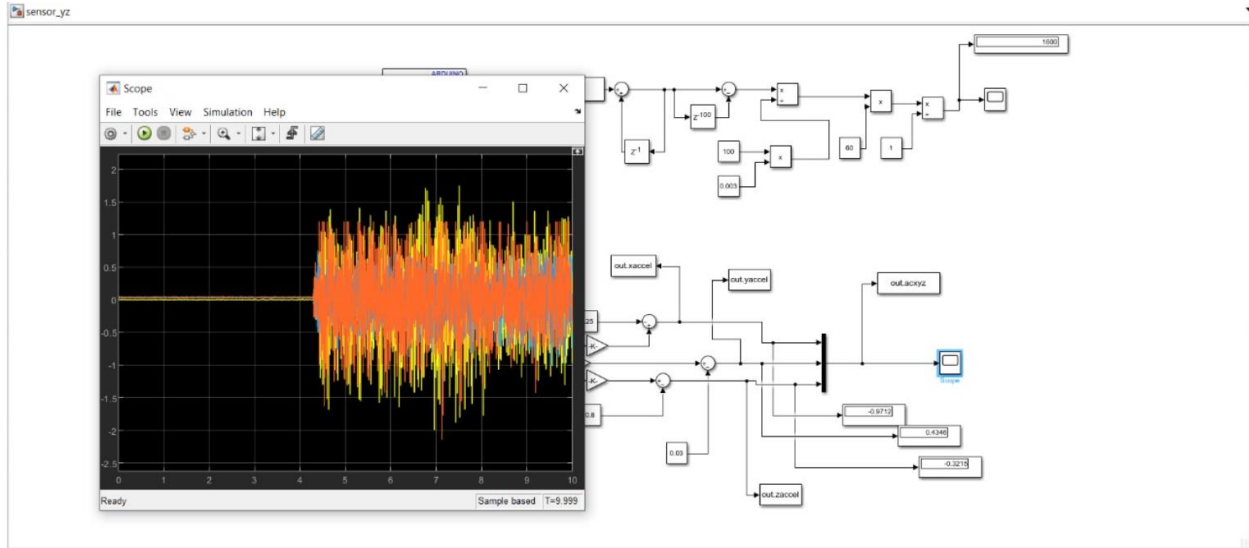 sensor_yz
1600
ARDUINO
Scope
File Tools View Simulation Help
z-100
z-1
100
60
1
0.003
2
1.5
1
0.5
0
-0.5
-1
-1.5
-2
-2.5
0 1 2 3 4 5 6 7 8 9 10
Ready Sample based T=9.999
out.xaccel
out.yaccel
out.acxyz
25
-K-
-K-
0.8
0.03
Scope
-0.9712
0.4346
-0.3215
out.zaccel